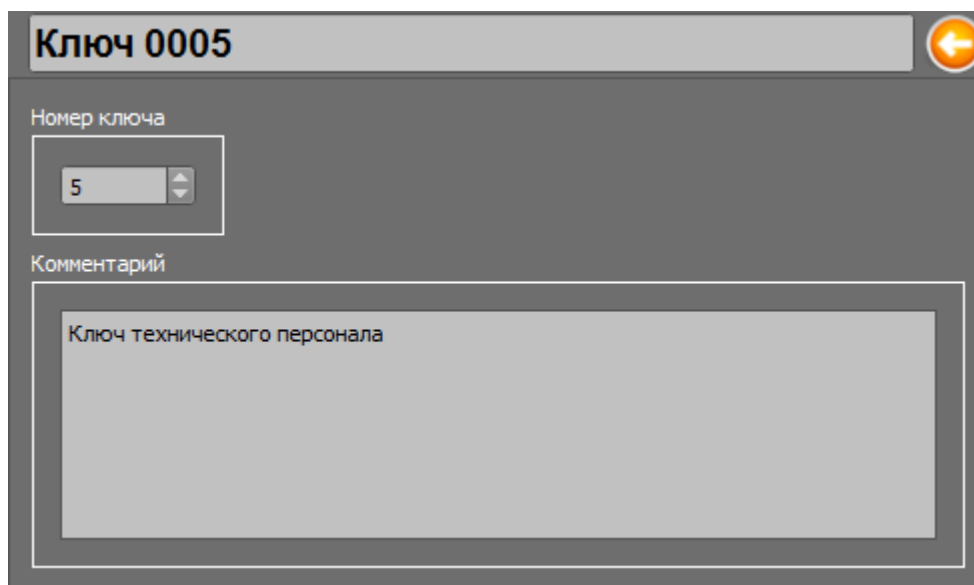 Ключ 0005
Номер ключа
5
Комментарий
Ключ технического персонала